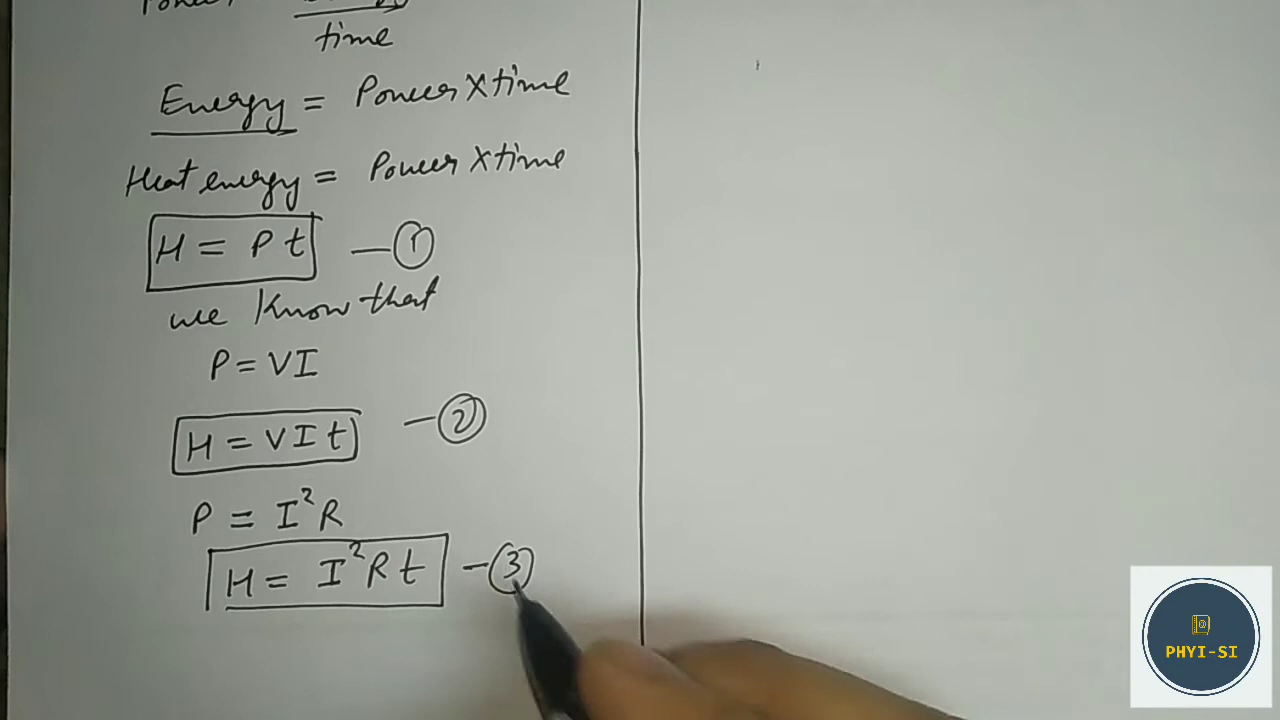 time
Energy = Power X time
Heat energy = Power X time
H = P t — 1
we know that
P = VI
H = VIt — 2
P = I²R
H = I²Rt — 3
PHYI-SI